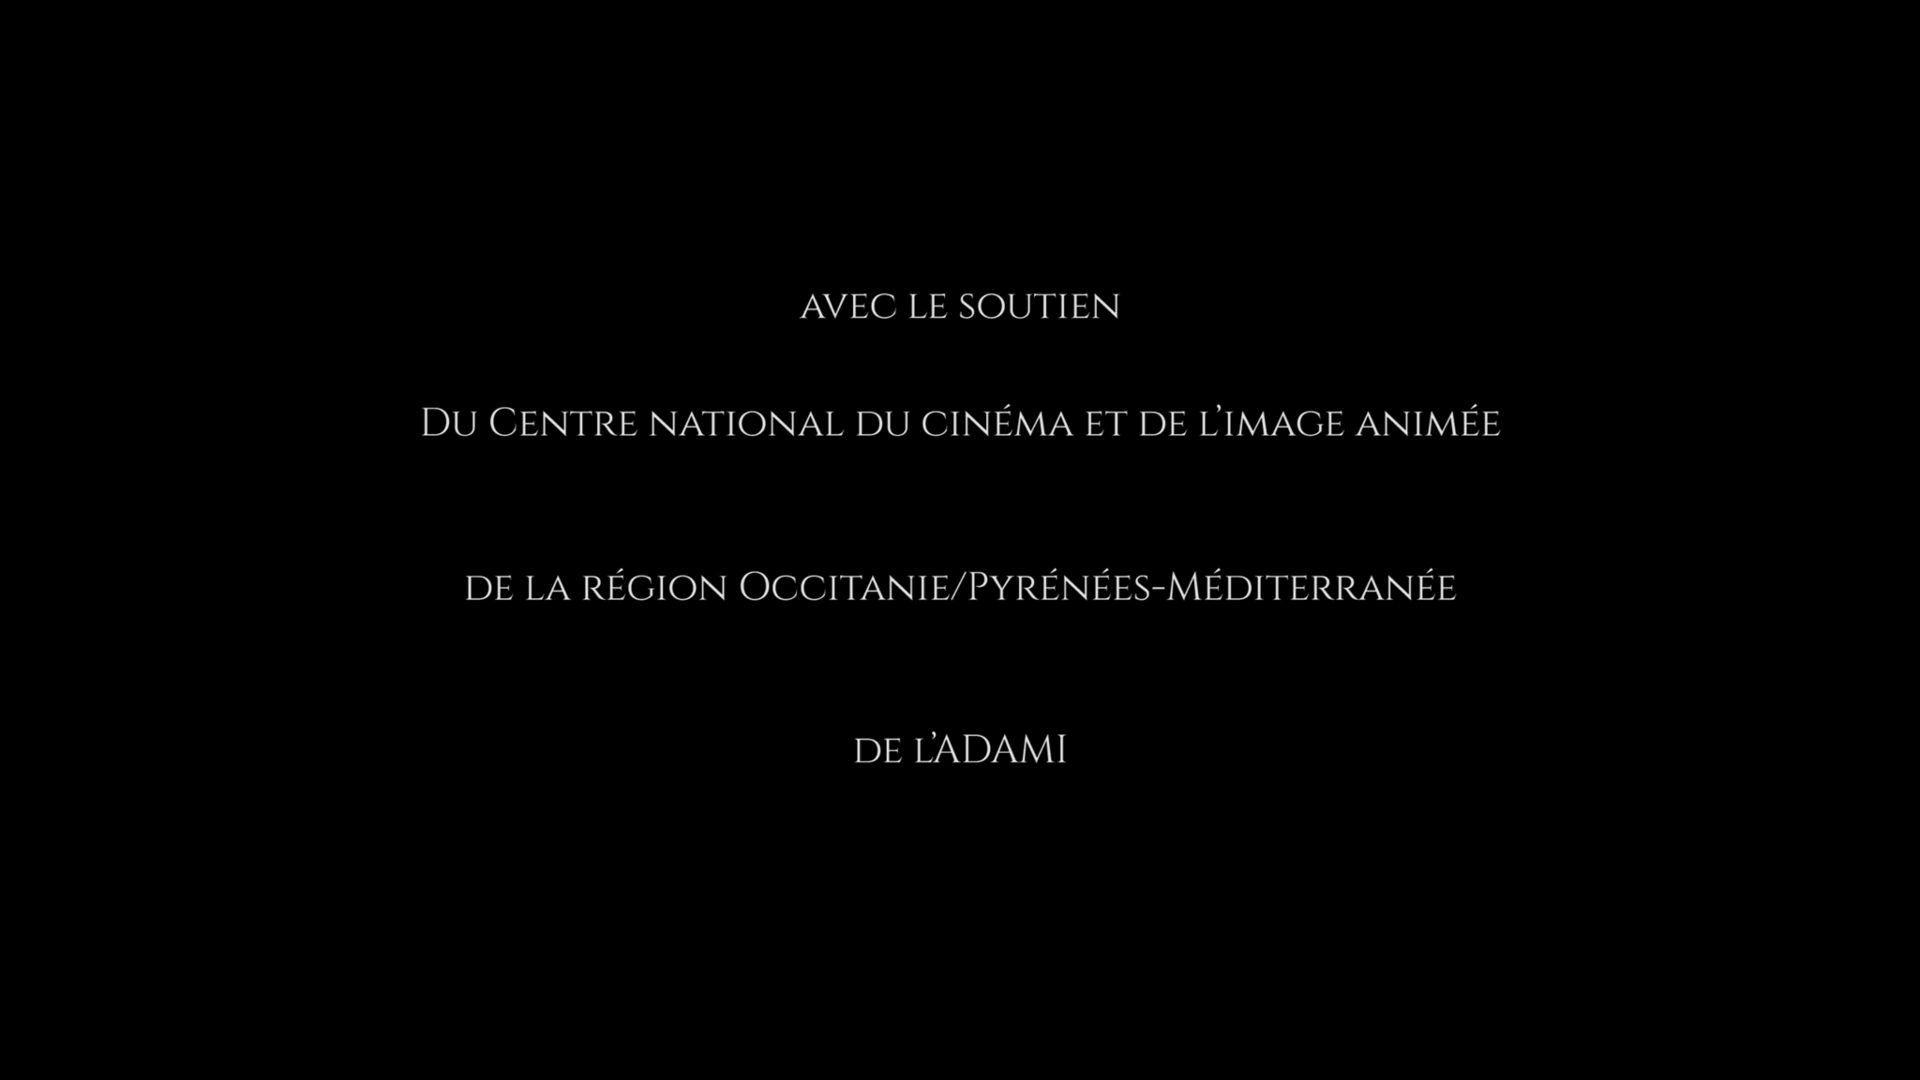 avec le soutien
Du Centre national du cinéma et de l’image animée
de la région Occitanie/Pyrénées-Méditerranée
de l’ADAMI